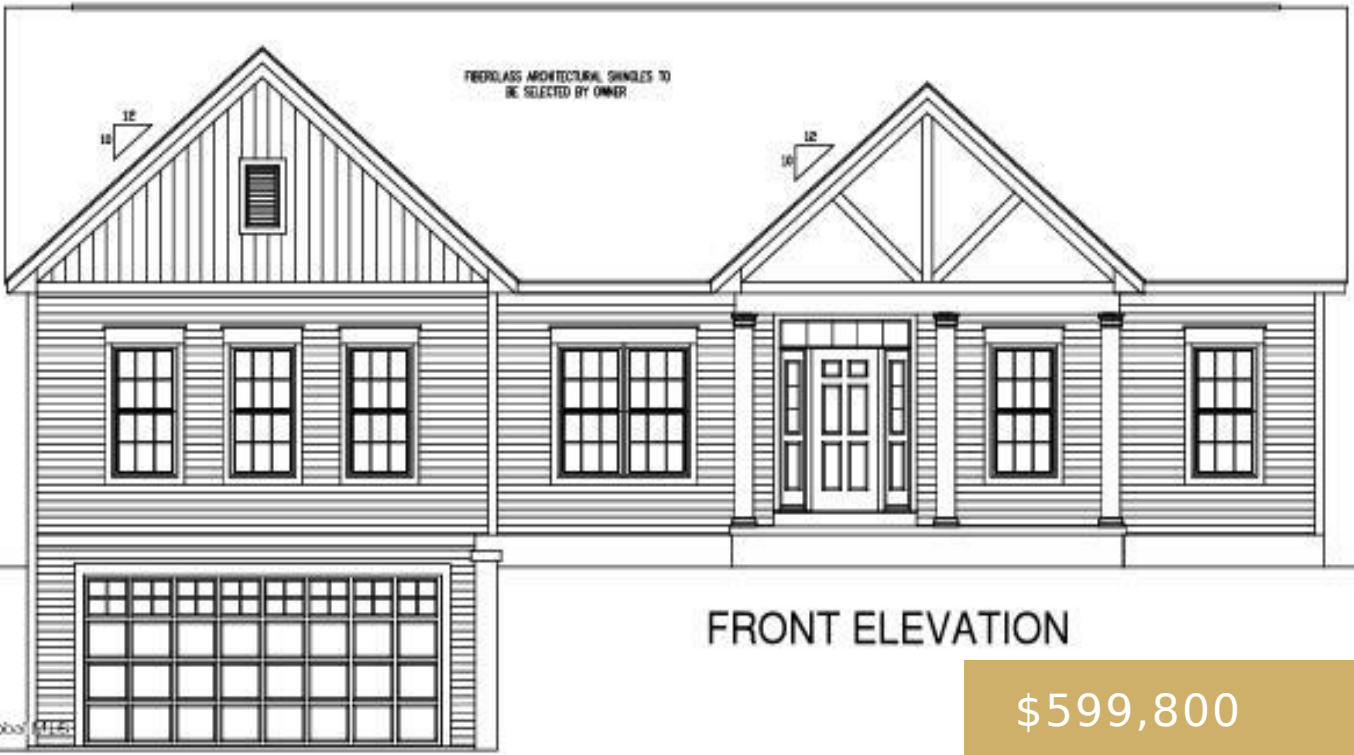 FIBERGLASS ARCHITECTURAL SHINGLES TO
BE SELECTED BY OWNER
12
10
12
10
FRONT ELEVATION
$599,800